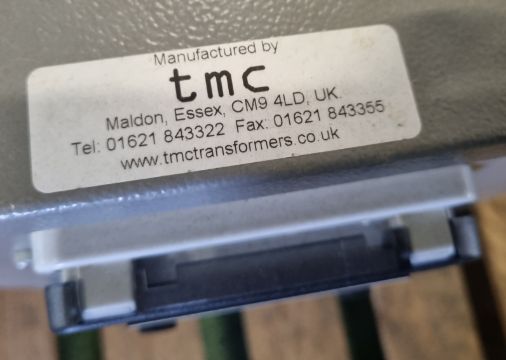 Manufactured by
tmc
Maldon, Essex, CM9 4LD, UK.
Tel: 01621 843322 Fax: 01621 843355
www.tmctransformers.co.uk